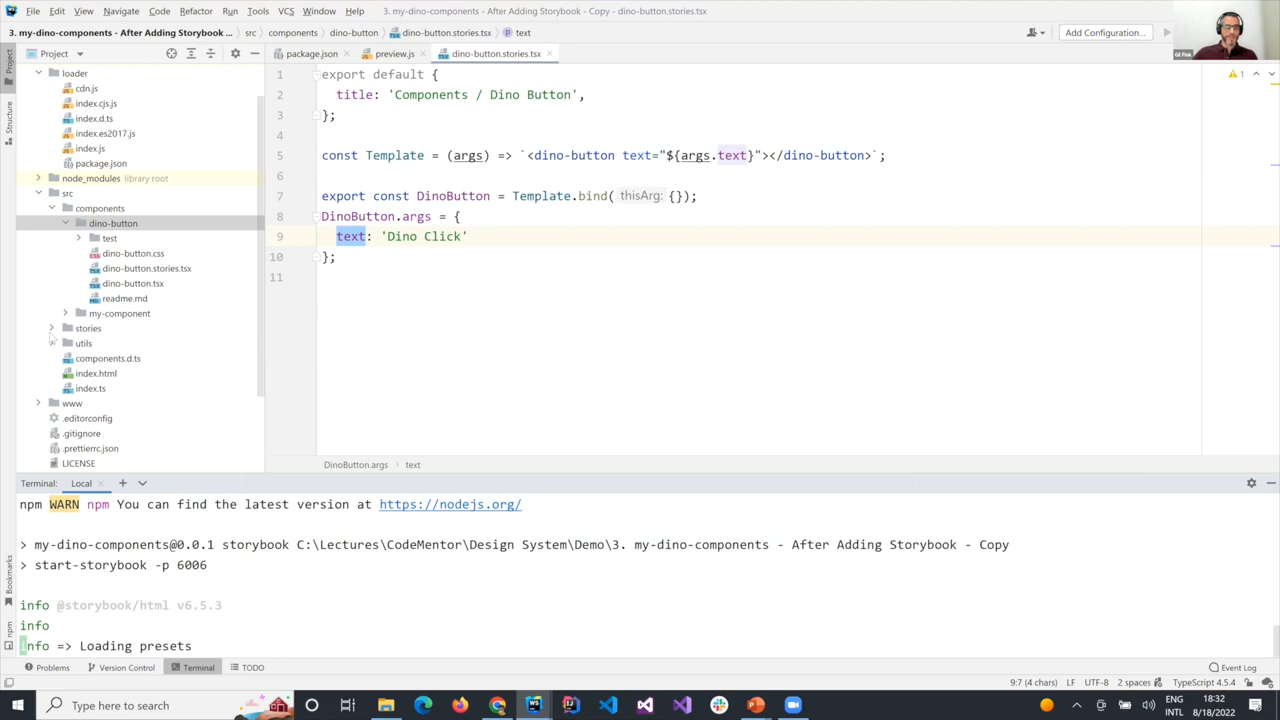 File Edit View Navigate Code Refactor Run Tools VCS Window Help 3. my-dino-components - After Adding Storybook - Copy - dino-button.stories.tsx
3. my-dino-components - After Adding Storybook ... src components dino-button dino-button.stories.tsx text Add Configuration...
Gil Fink
Project package.json preview.js dino-button.stories.tsx
Project
Structure
Bookmarks
npm
loader
cdn.js
index.cjs.js
index.d.ts
index.es2017.js
index.js
package.json
node_modules library root
src
components
dino-button
test
dino-button.css
dino-button.stories.tsx
dino-button.tsx
readme.md
my-component
stories
utils
components.d.ts
index.html
index.ts
www
.editorconfig
.gitignore
.prettierrc.json
LICENSE
1 export default {
2 title: 'Components / Dino Button',
3 };
4
5 const Template = (args) => `<dino-button text="${args.text}"></dino-button>`;
6
7 export const DinoButton = Template.bind( thisArg: {});
8 DinoButton.args = {
9 text: 'Dino Click'
10 };
11
1
DinoButton.args text
Terminal: Local
npm WARN npm You can find the latest version at https://nodejs.org/
> my-dino-components@0.0.1 storybook C:\Lectures\CodeMentor\Design System\Demo\3. my-dino-components - After Adding Storybook - Copy
> start-storybook -p 6006
info @storybook/html v6.5.3
info
info => Loading presets
Problems Version Control Terminal TODO Event Log
9:7 (4 chars) LF UTF-8 2 spaces TypeScript 4.5.4
Type here to search ENG 18:32
INTL 8/18/2022